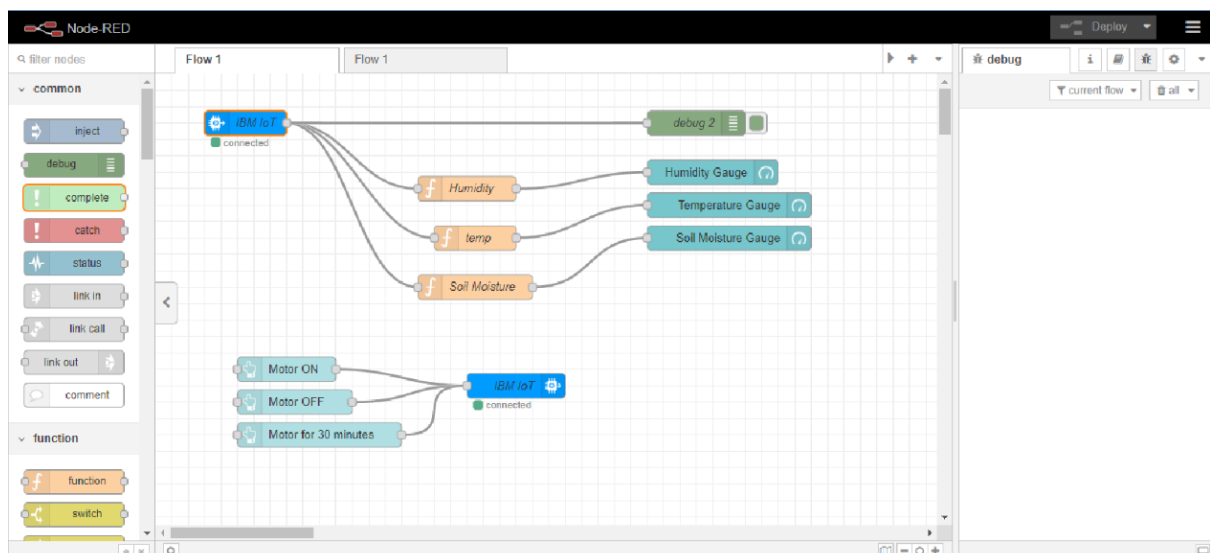 Node-RED
Deploy
filter nodes
Flow 1
Flow 1
debug
i
common
current flow
all
inject
debug
complete
catch
status
link in
link call
link out
comment
function
function
switch
IBM IoT
connected
debug 2
Humidity
Humidity Gauge
temp
Temperature Gauge
Soil Moisture
Soil Moisture Gauge
Motor ON
Motor OFF
Motor for 30 minutes
IBM IoT
connected